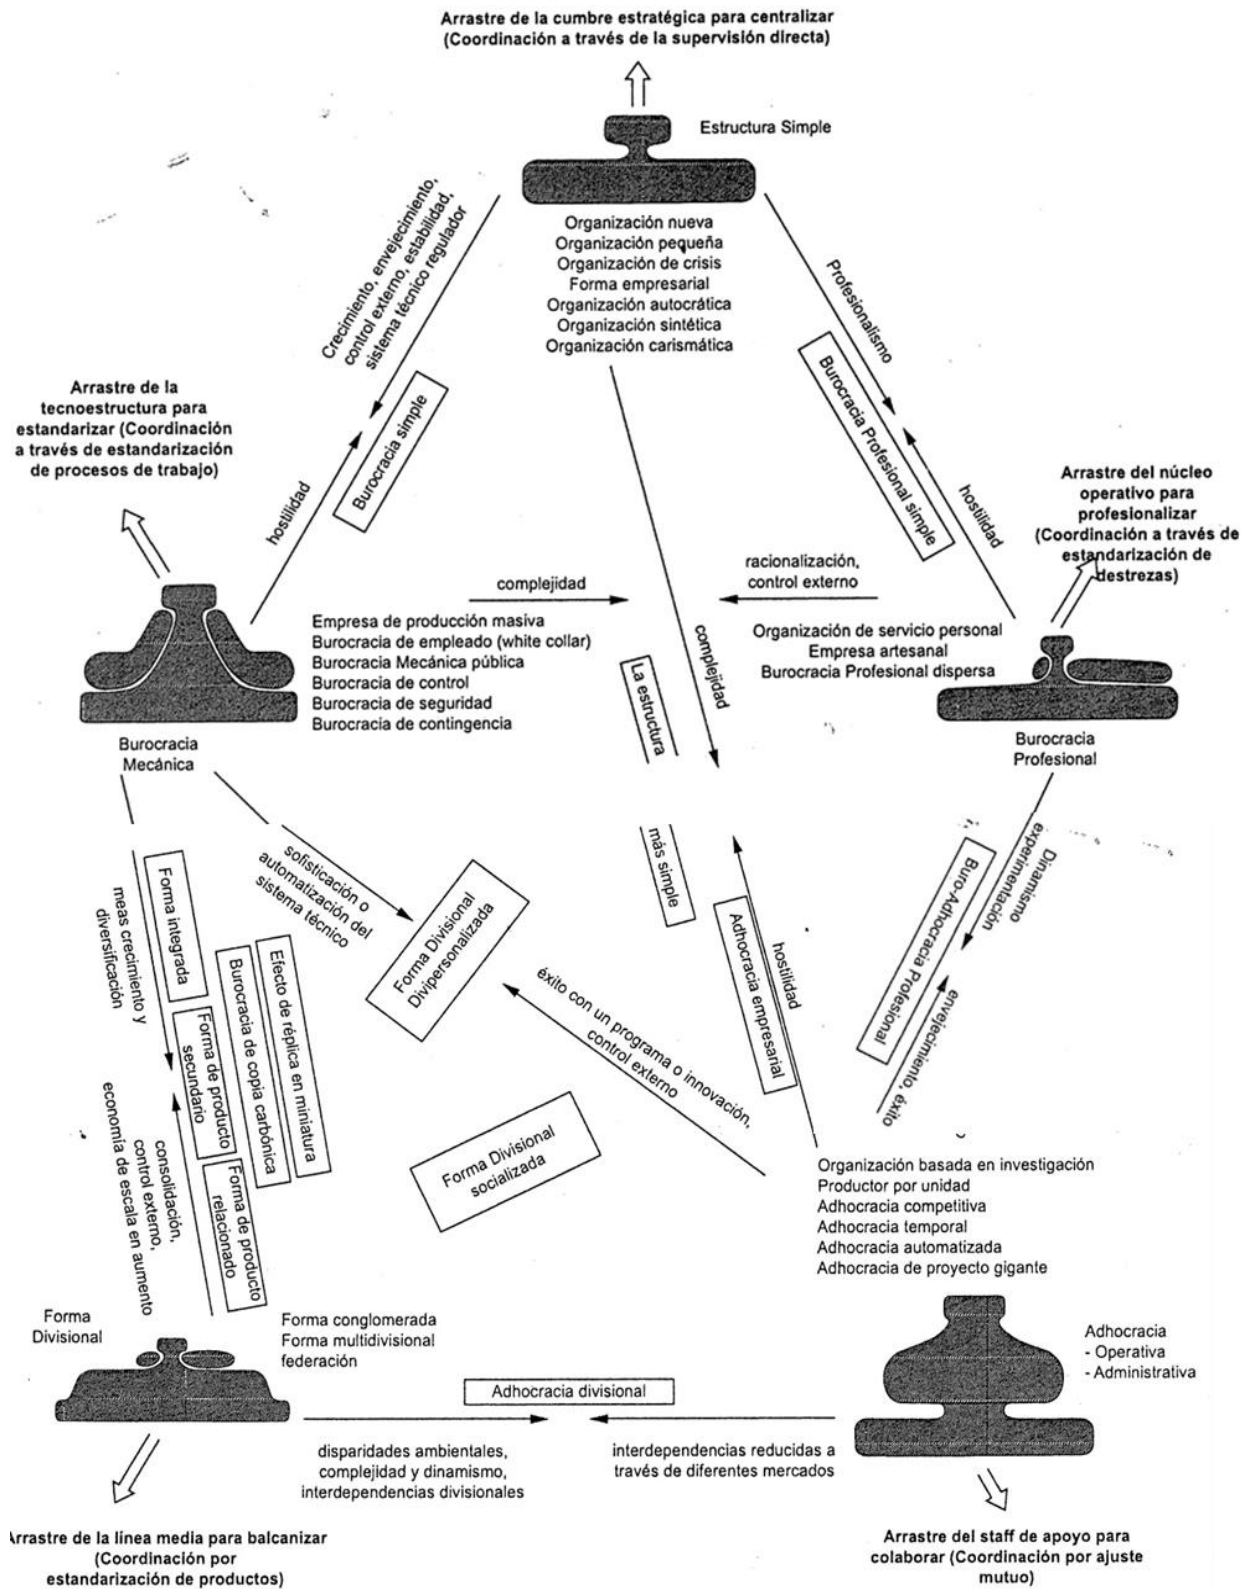 Arrastre de la cumbre estratégica para centralizar
(Coordinación a través de la supervisión directa)
Estructura Simple
Organización nueva
Organización pequeña
Organización de crisis
Forma empresarial
Organización autocrática
Organización sintética
Organización carismática
Crecimiento, envejecimiento,
control externo, estabilidad,
sistema técnico regulador
Burocracia simple
hostilidad
Profesionalismo
Burocracia Profesional simple
hostilidad
Arrastre de la
tecnoestructura para
estandarizar (Coordinación
a través de estandarización
de procesos de trabajo)
Arrastre del núcleo
operativo para
profesionalizar
(Coordinación a través de
estandarización de
destrezas)
complejidad
racionalización,
control externo
Empresa de producción masiva
Burocracia de empleado (white collar)
Burocracia Mecánica pública
Burocracia de control
Burocracia de seguridad
Burocracia de contingencia
Organización de servicio personal
Empresa artesanal
Burocracia Profesional dispersa
complejidad
La estructura
más simple
Burocracia
Mecánica
Burocracia
Profesional
sofisticación o
automatización del
sistema técnico
Forma Divisional
Divipersonalizada
meas crecimiento y
diversificación
Forma integrada
Forma de producto
secundario
Burocracia de copia carbónica
Efecto de réplica en miniatura
Forma de producto
relacionado
consolidación,
control externo,
economía de escala en aumento
Adhocracia empresarial
hostilidad
éxito con un programa o innovación,
control externo
Forma Divisional
socializada
Dinamismo
experimentación
Buro-Adhocracia Profesional
envejecimiento, éxito
Organización basada en investigación
Productor por unidad
Adhocracia competitiva
Adhocracia temporal
Adhocracia automatizada
Adhocracia de proyecto gigante
Forma
Divisional
Forma conglomerada
Forma multidivisional
federación
Adhocracia
- Operativa
- Administrativa
Adhocracia divisional
disparidades ambientales,
complejidad y dinamismo,
interdependencias divisionales
interdependencias reducidas a
través de diferentes mercados
Arrastre de la línea media para balcanizar
(Coordinación por
estandarización de productos)
Arrastre del staff de apoyo para
colaborar (Coordinación por ajuste
mutuo)